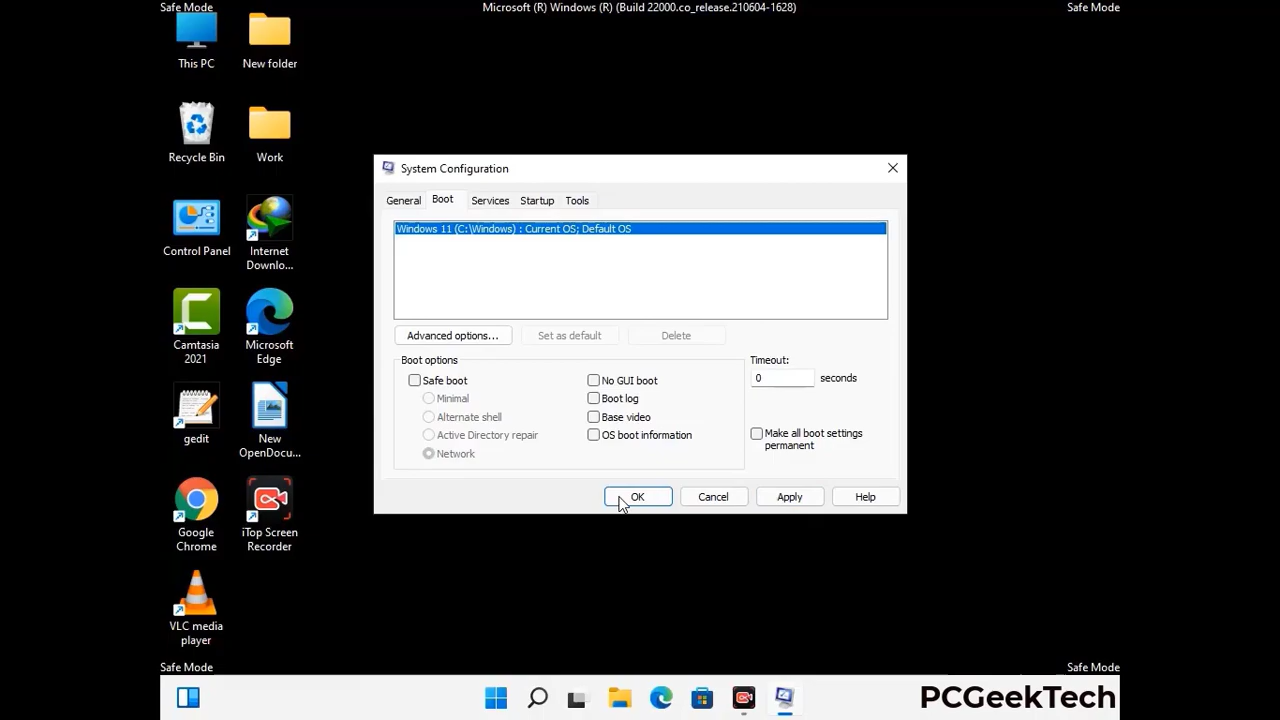 Safe Mode
Microsoft (R) Windows (R) (Build 22000.co_release.210604-1628)
Safe Mode
This PC
New folder
Recycle Bin
Work
Control Panel
Internet
Downlo...
Camtasia
2021
Microsoft
Edge
gedit
New
OpenDocu...
Google
Chrome
iTop Screen
Recorder
VLC media
player
System Configuration
General
Boot
Services
Startup
Tools
Windows 11 (C:\Windows) : Current OS; Default OS
Advanced options...
Set as default
Delete
Boot options
Safe boot
Minimal
Alternate shell
Active Directory repair
Network
No GUI boot
Boot log
Base video
OS boot information
Timeout:
0 seconds
Make all boot settings
permanent
OK
Cancel
Apply
Help
Safe Mode
Safe Mode
PCGeekTech